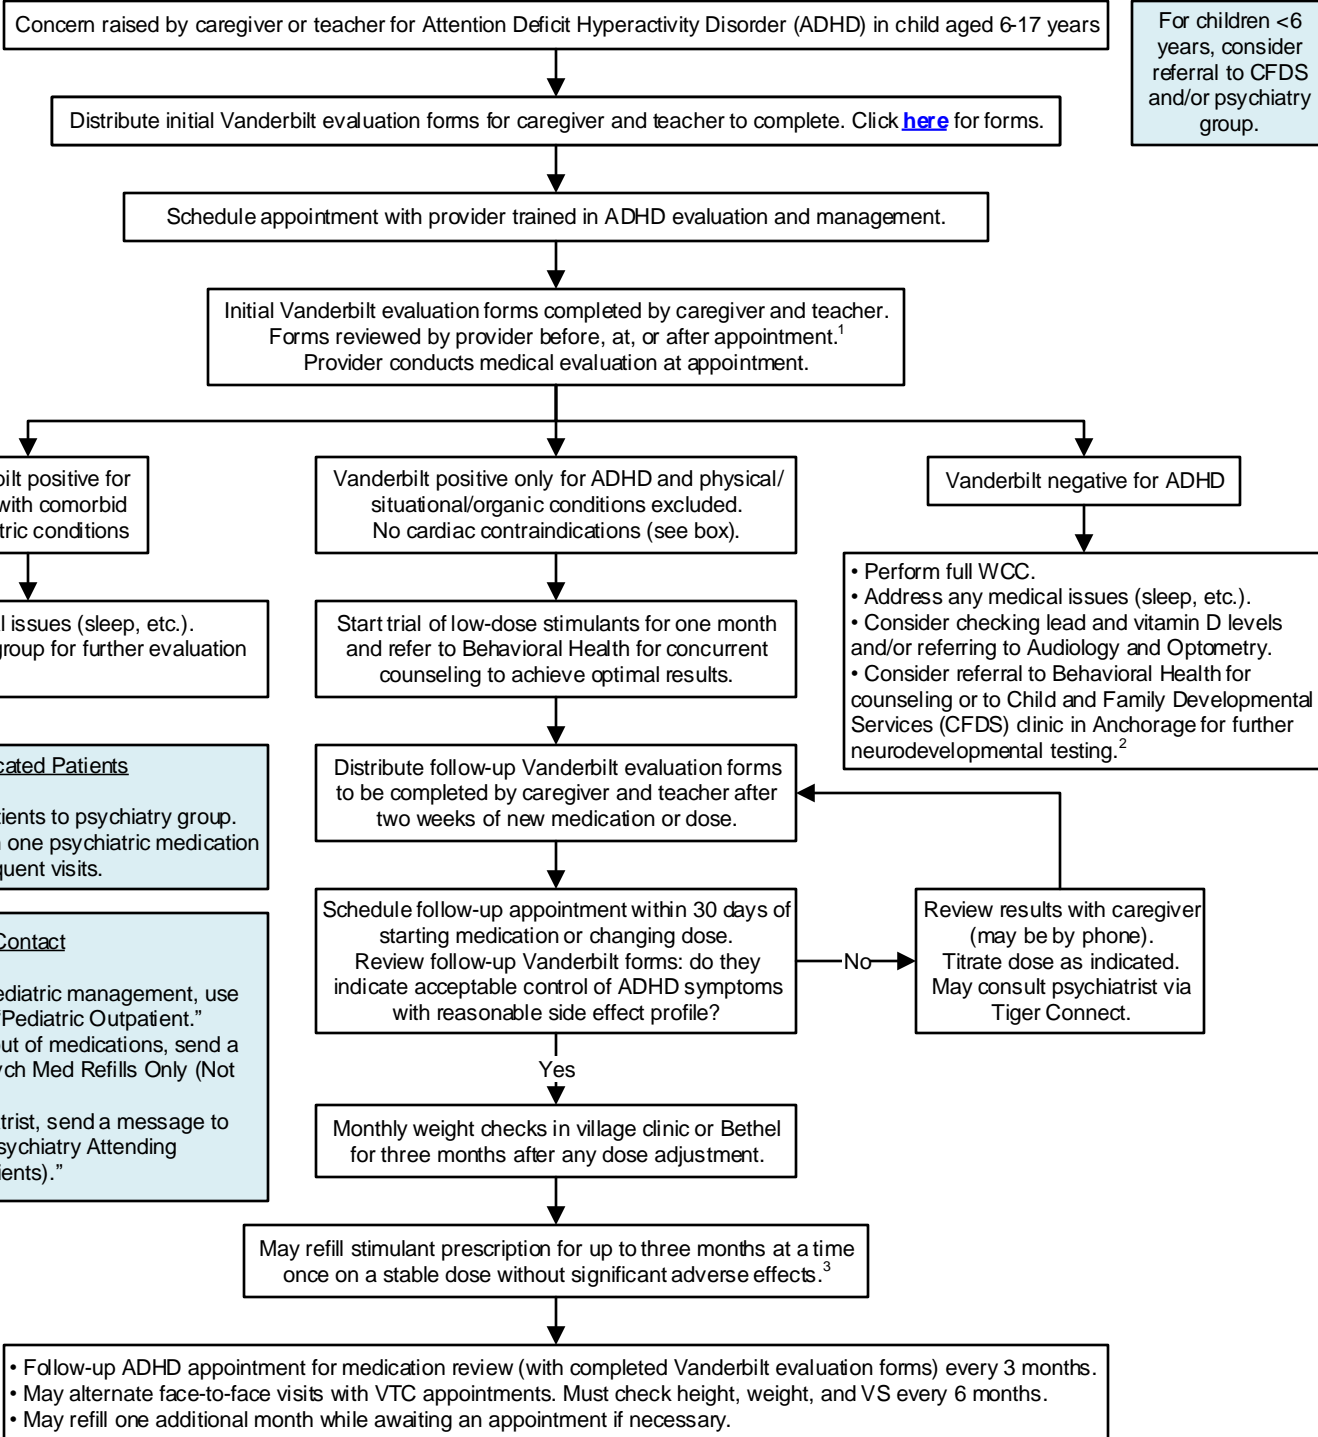 Concern raised by caregiver or teacher for Attention Deficit Hyperactivity Disorder (ADHD) in child aged 6-17 years
For children <6
years, consider
referral to CFDS
and/or psychiatry
group.
Distribute initial Vanderbilt evaluation forms for caregiver and teacher to complete. Click here for forms.
Schedule appointment with provider trained in ADHD evaluation and management.
Initial Vanderbilt evaluation forms completed by caregiver and teacher.
Forms reviewed by provider before, at, or after appointment.¹
Provider conducts medical evaluation at appointment.
positive for
with comorbid
conditions
Vanderbilt positive only for ADHD and physical/
situational/organic conditions excluded.
No cardiac contraindications (see box).
Vanderbilt negative for ADHD
issues (sleep, etc.).
group for further evaluation
Start trial of low-dose stimulants for one month
and refer to Behavioral Health for concurrent
counseling to achieve optimal results.
• Perform full WCC.
• Address any medical issues (sleep, etc.).
• Consider checking lead and vitamin D levels
and/or referring to Audiology and Optometry.
• Consider referral to Behavioral Health for
counseling or to Child and Family Developmental
Services (CFDS) clinic in Anchorage for further
neurodevelopmental testing.²
Patients
to psychiatry group.
one psychiatric medication
visits.
Distribute follow-up Vanderbilt evaluation forms
to be completed by caregiver and teacher after
two weeks of new medication or dose.
Contact
management, use
"Pediatric Outpatient."
out of medications, send a
Med Refills Only (Not
send a message to
Attending
Schedule follow-up appointment within 30 days of
starting medication or changing dose.
Review follow-up Vanderbilt forms: do they
indicate acceptable control of ADHD symptoms
with reasonable side effect profile?
No
Review results with caregiver
(may be by phone).
Titrate dose as indicated.
May consult psychiatrist via
Tiger Connect.
Yes
Monthly weight checks in village clinic or Bethel
for three months after any dose adjustment.
May refill stimulant prescription for up to three months at a time
once on a stable dose without significant adverse effects.³
• Follow-up ADHD appointment for medication review (with completed Vanderbilt evaluation forms) every 3 months.
• May alternate face-to-face visits with VTC appointments. Must check height, weight, and VS every 6 months.
• May refill one additional month while awaiting an appointment if necessary.